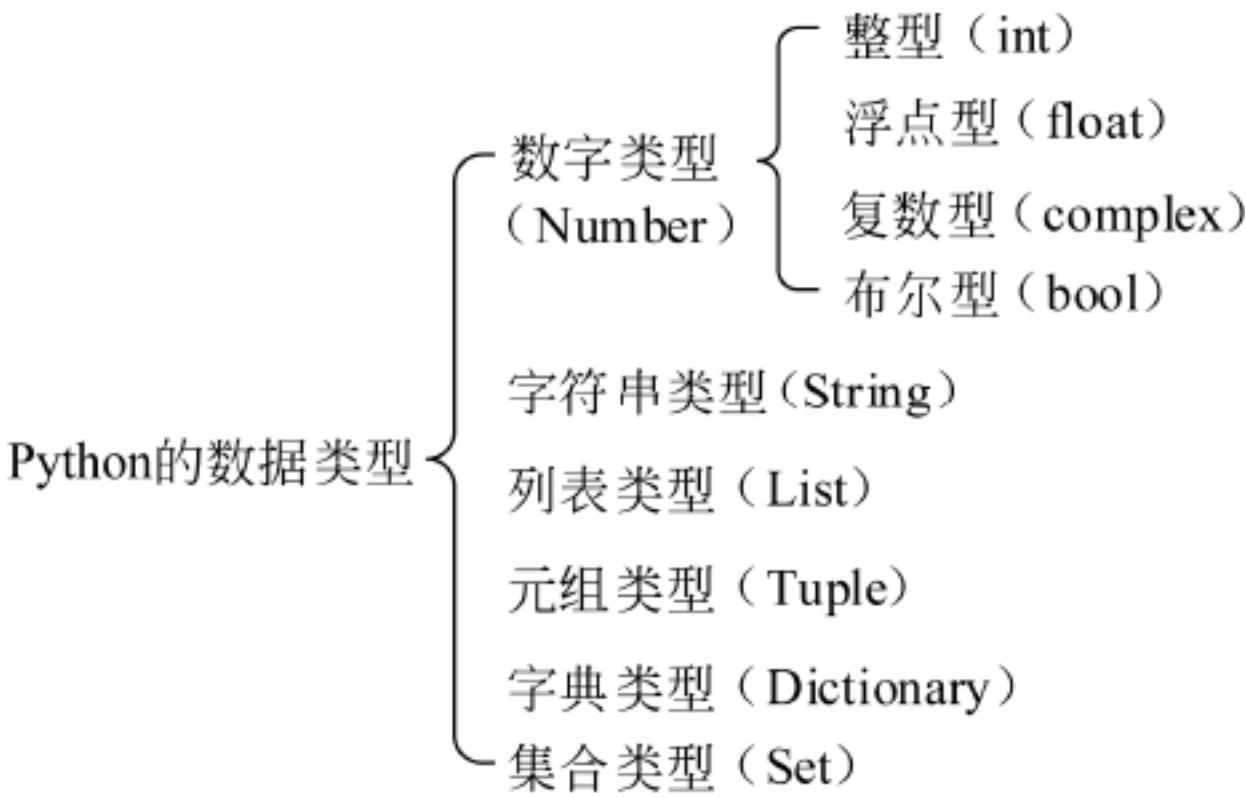 Python的数据类型
数字类型
（Number）
整型（int）
浮点型（float）
复数型（complex）
布尔型（bool）
字符串类型（String）
列表类型（List）
元组类型（Tuple）
字典类型（Dictionary）
集合类型（Set）